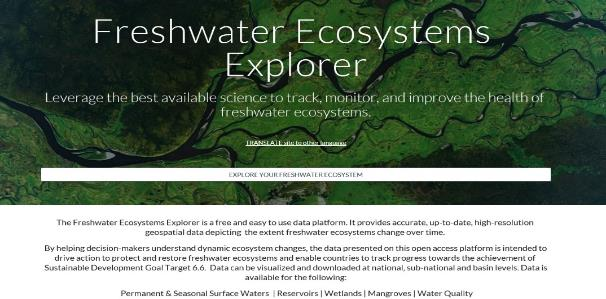 Freshwater Ecosystems
Explorer
Leverage the best available science to track, monitor, and improve the health of
freshwater ecosystems.
TRANSLATE site to other language
EXPLORE YOUR FRESHWATER ECOSYSTEM
The Freshwater Ecosystems Explorer is a free and easy to use data platform. It provides accurate, up-to-date, high-resolution
geospatial data depicting the extent freshwater ecosystems change over time.
By helping decision-makers understand dynamic ecosystem changes, the data presented on this open access platform is intended to
drive action to protect and restore freshwater ecosystems and enable countries to track progress towards the achievement of
Sustainable Development Goal Target 6.6. Data can be visualized and downloaded at national, sub-national and basin levels. Data is
available for the following:
Permanent & Seasonal Surface Waters | Reservoirs | Wetlands | Mangroves | Water Quality